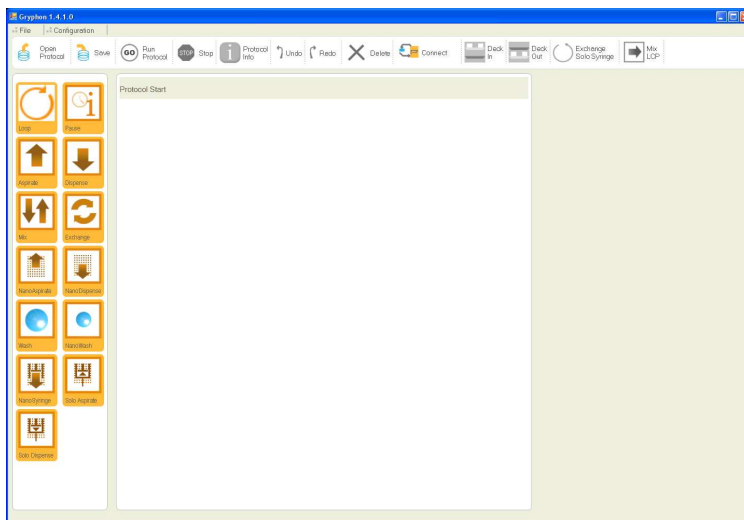 Gryphon 1.4.1.0
File Configuration
Open Protocol Save GO Run Protocol STOP Stop Protocol Info Undo Redo Delete Connect Deck In Deck Out Exchange Solo Syringe Mix LCP
Protocol Start
Loop Pause
Aspirate Dispense
Mix Exchange
NanoAspirate NanoDispense
Wash NanoWash
NanoSyringe Solo Aspirate
Solo Dispense